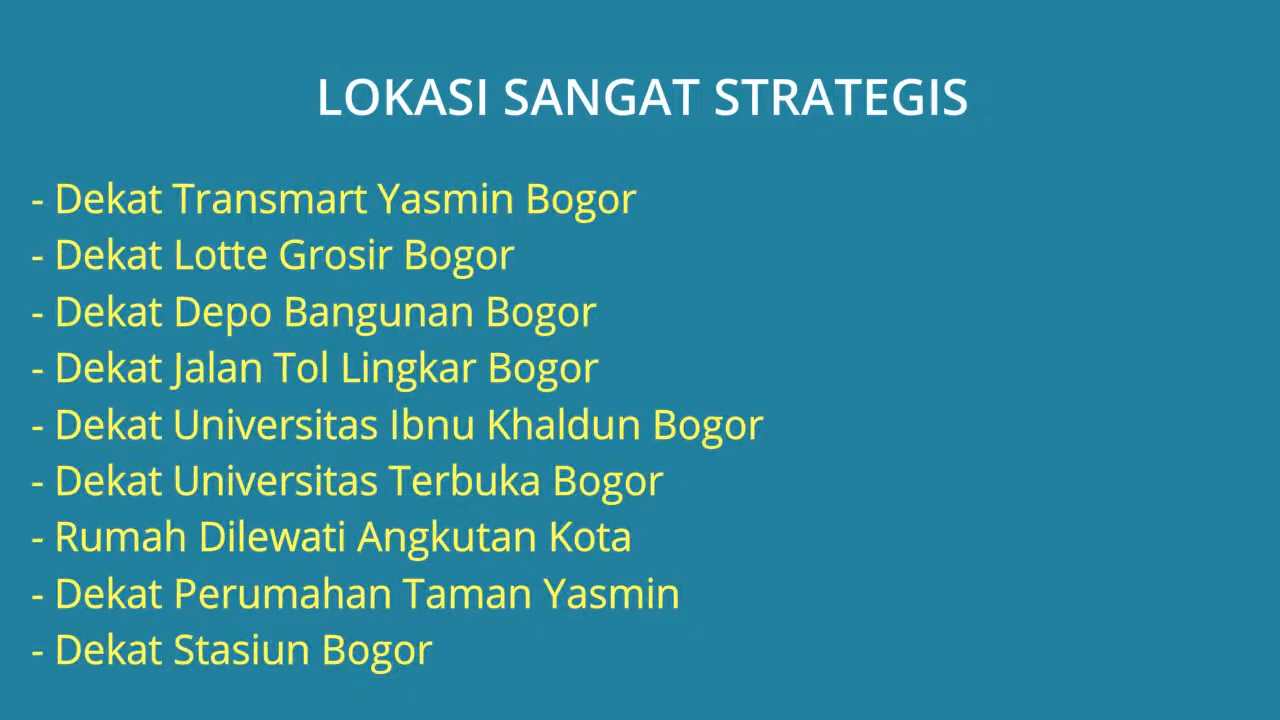 LOKASI SANGAT STRATEGIS
- Dekat Transmart Yasmin Bogor
- Dekat Lotte Grosir Bogor
- Dekat Depo Bangunan Bogor
- Dekat Jalan Tol Lingkar Bogor
- Dekat Universitas Ibnu Khaldun Bogor
- Dekat Universitas Terbuka Bogor
- Rumah Dilewati Angkutan Kota
- Dekat Perumahan Taman Yasmin
- Dekat Stasiun Bogor